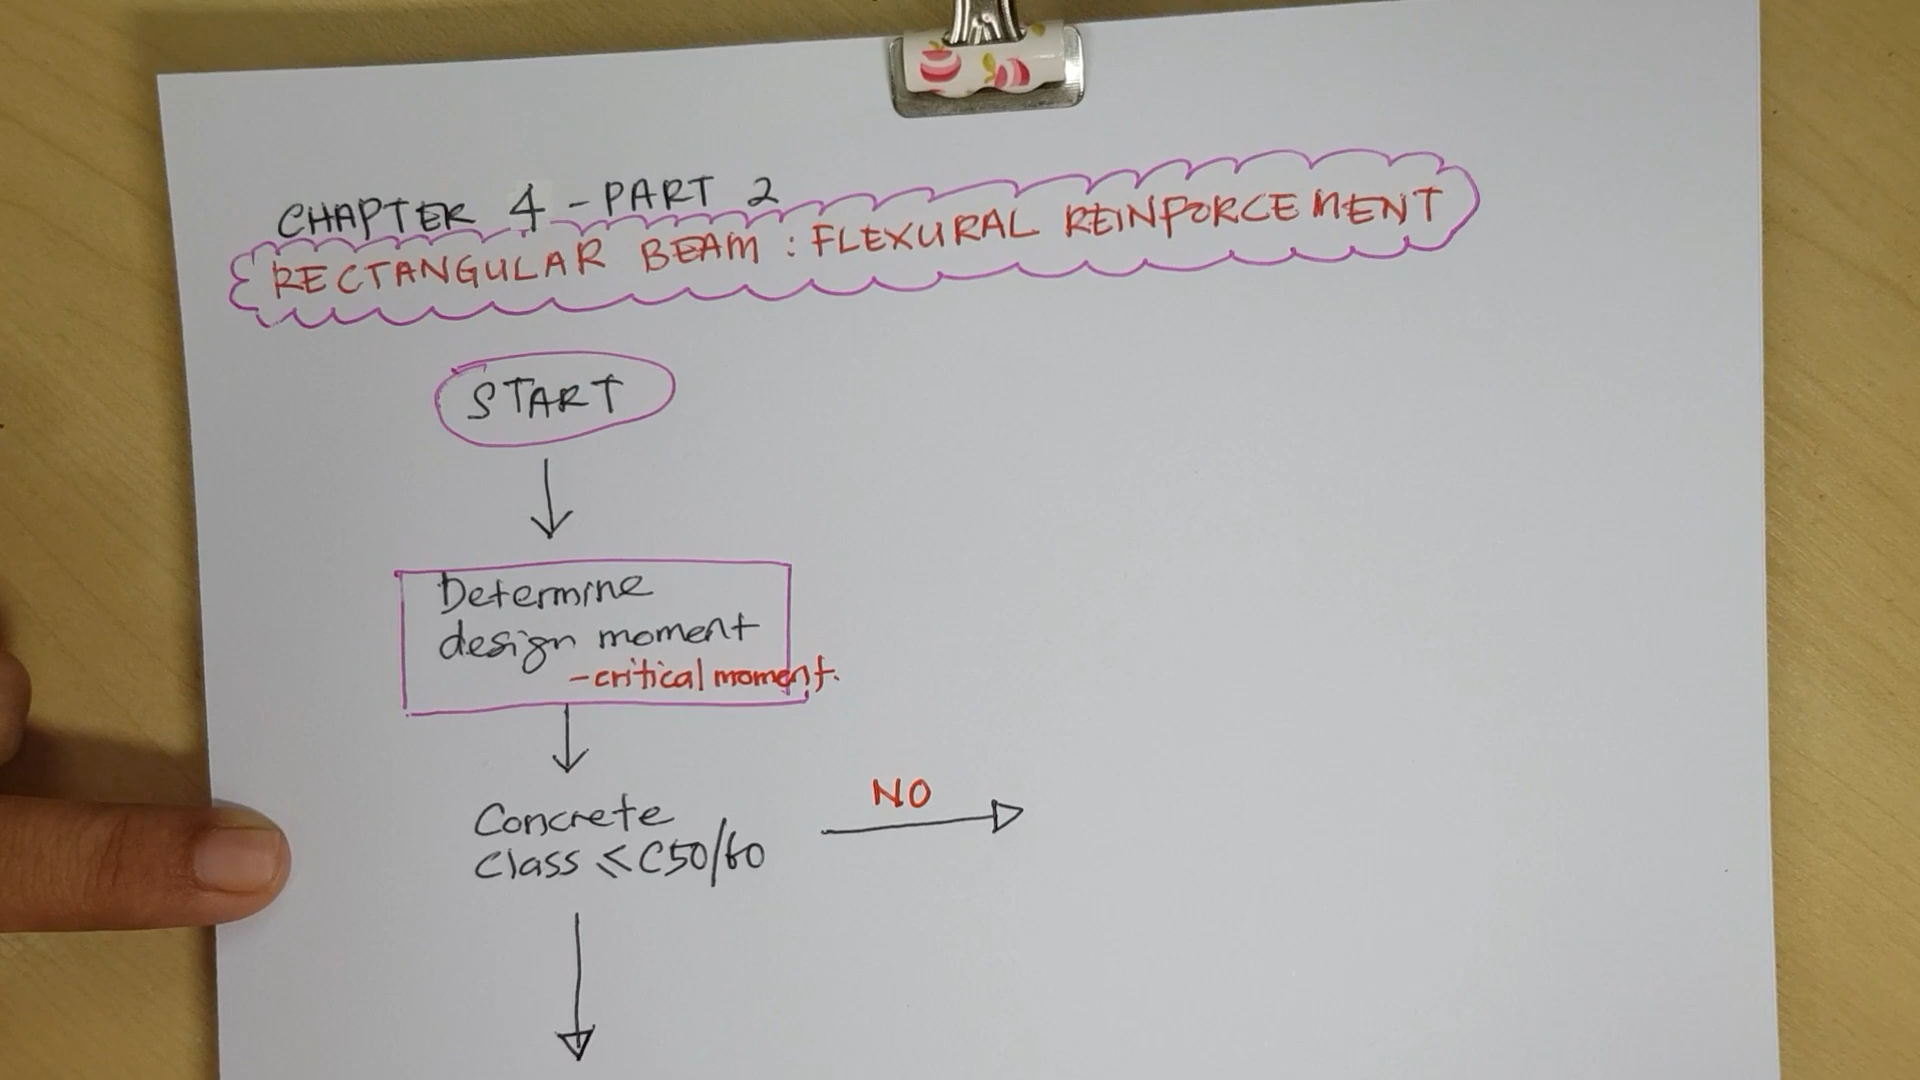 CHAPTER 4 - PART 2
RECTANGULAR BEAM : FLEXURAL REINFORCEMENT
START
Determine
design moment
-critical moment.
Concrete
class ≤ C50/60
NO